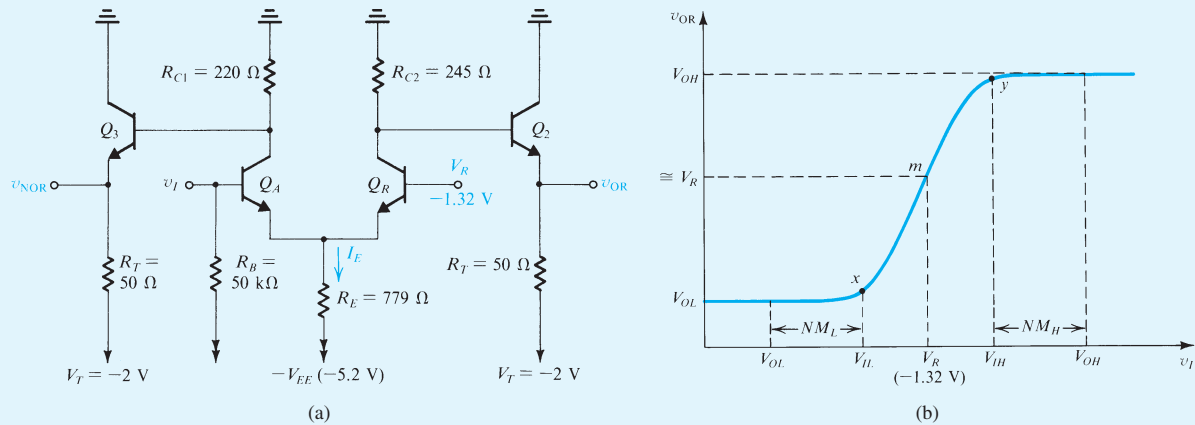 R_C1 = 220 Ω
R_C2 = 245 Ω
Q_3
Q_2
v_NOR
v_I
Q_A
Q_R
V_R
−1.32 V
v_OR
I_E
R_T =
50 Ω
R_B =
50 kΩ
R_E = 779 Ω
R_T = 50 Ω
V_T = −2 V
−V_EE (−5.2 V)
V_T = −2 V
(a)
v_OR
V_OH
y
m
≅ V_R
x
V_OL
NM_L
NM_H
V_OL
V_IL
V_R
V_IH
V_OH
v_I
(−1.32 V)
(b)